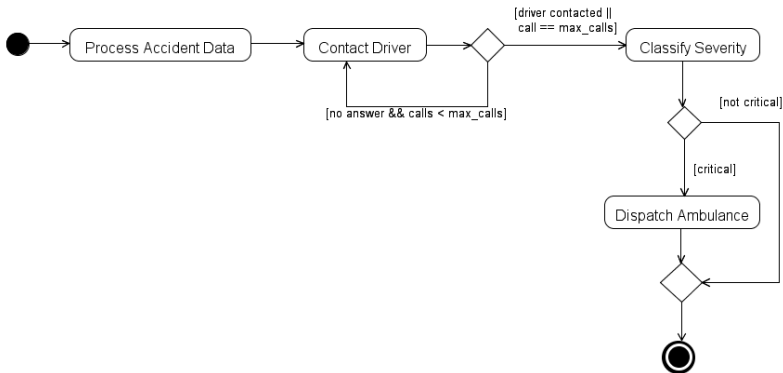 [driver contacted ||
call == max_calls]
Process Accident Data
Contact Driver
Classify Severity
[not critical]
[no answer && calls < max_calls]
[critical]
Dispatch Ambulance